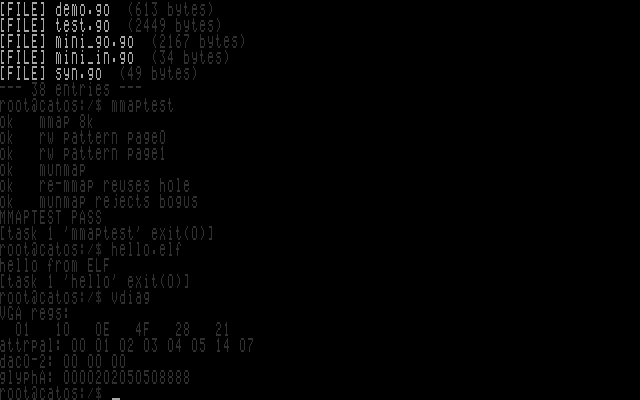 [FILE] demo.go  (613 bytes)
[FILE] test.go  (2449 bytes)
[FILE] mini_go.go  (2167 bytes)
[FILE] mini_in.go  (34 bytes)
[FILE] syn.go  (49 bytes)
--- 38 entries ---
root@catos:/$ mmaptest
ok   mmap 8k
ok   rw pattern page0
ok   rw pattern page1
ok   munmap
ok   re-mmap reuses hole
ok   munmap rejects bogus
MMAPTEST PASS
[task 1 'mmaptest' exit(0)]
root@catos:/$ hello.elf
hello from ELF
[task 1 'hello' exit(0)]
root@catos:/$ vdiag
VGA regs:
  01   10   0E   4F   28   21
attrpal: 00 01 02 03 04 05 14 07
dac0-2: 00 00 00
glyphA: 0000202050508888
root@catos:/$ _